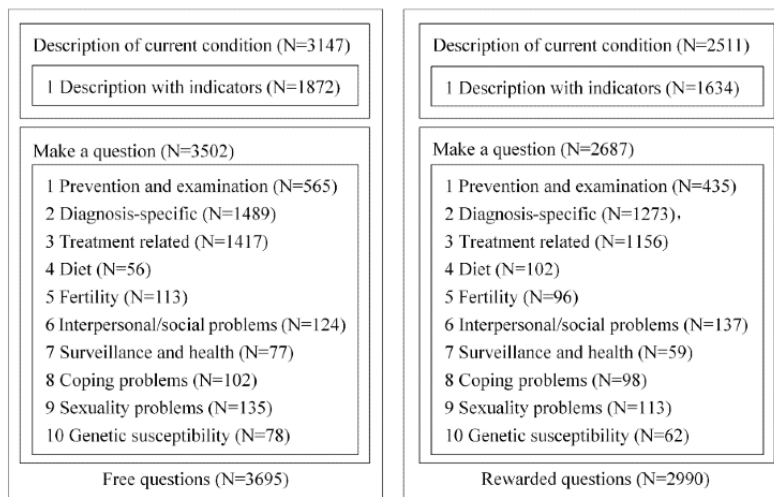 Description of current condition (N=3147)
1 Description with indicators (N=1872)
Make a question (N=3502)
1 Prevention and examination (N=565)
2 Diagnosis-specific (N=1489)
3 Treatment related (N=1417)
4 Diet (N=56)
5 Fertility (N=113)
6 Interpersonal/social problems (N=124)
7 Surveillance and health (N=77)
8 Coping problems (N=102)
9 Sexuality problems (N=135)
10 Genetic susceptibility (N=78)
Free questions (N=3695)
Description of current condition (N=2511)
1 Description with indicators (N=1634)
Make a question (N=2687)
1 Prevention and examination (N=435)
2 Diagnosis-specific (N=1273),
3 Treatment related (N=1156)
4 Diet (N=102)
5 Fertility (N=96)
6 Interpersonal/social problems (N=137)
7 Surveillance and health (N=59)
8 Coping problems (N=98)
9 Sexuality problems (N=113)
10 Genetic susceptibility (N=62)
Rewarded questions (N=2990)